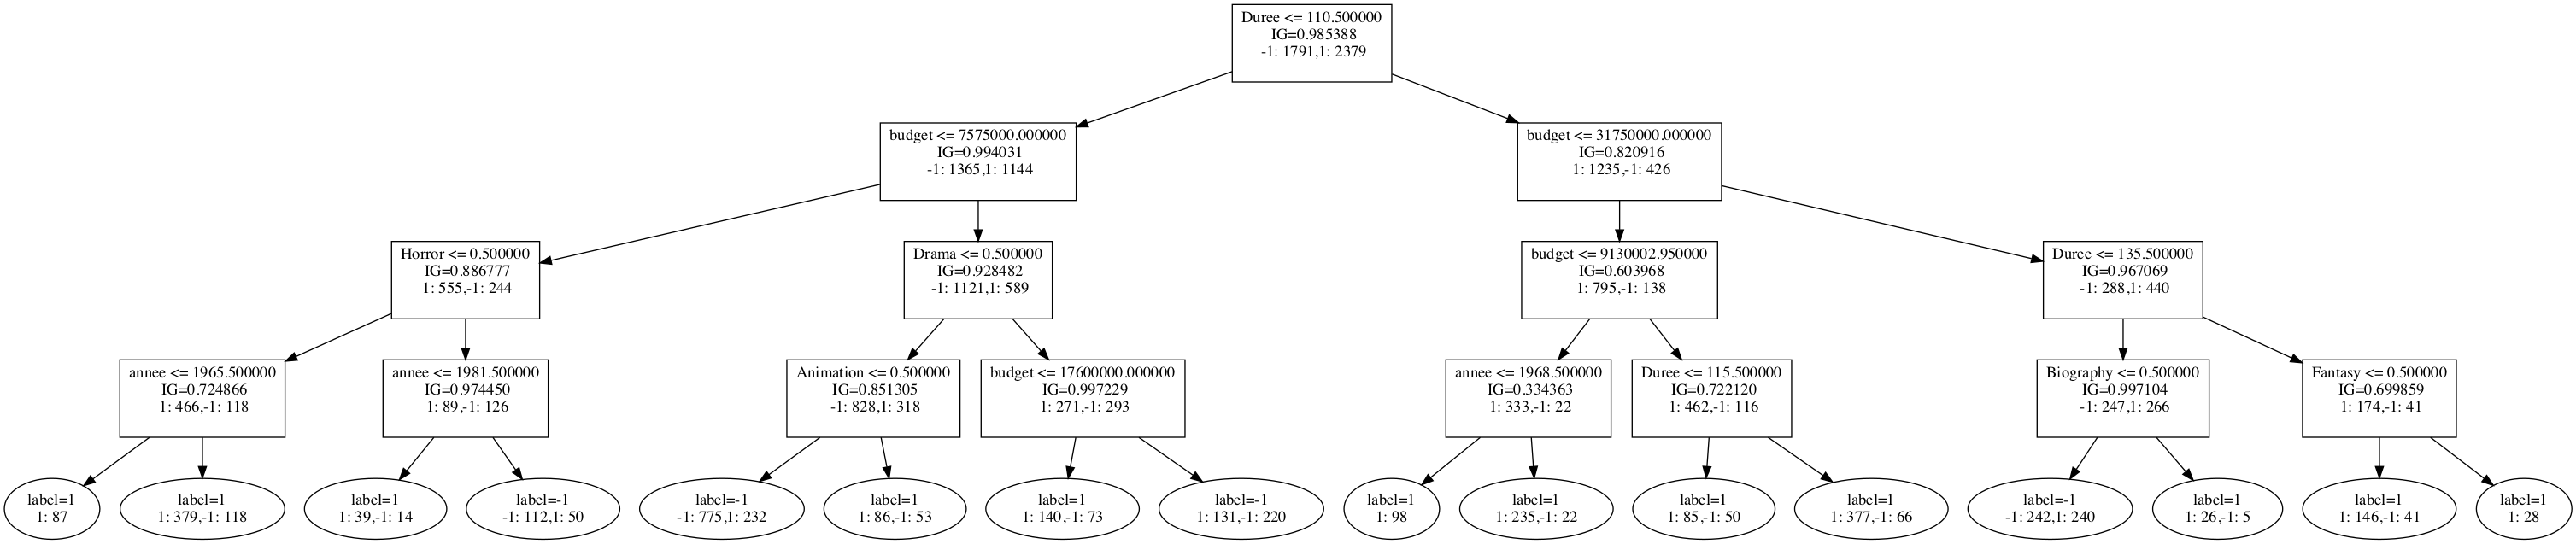 Duree <= 110.500000
IG=0.985388
-1: 1791,1: 2379
budget <= 7575000.000000
IG=0.994031
-1: 1365,1: 1144
budget <= 31750000.000000
IG=0.820916
1: 1235,-1: 426
Horror <= 0.500000
IG=0.886777
1: 555,-1: 244
Drama <= 0.500000
IG=0.928482
-1: 1121,1: 589
budget <= 9130002.950000
IG=0.603968
1: 795,-1: 138
Duree <= 135.500000
IG=0.967069
-1: 288,1: 440
annee <= 1965.500000
IG=0.724866
1: 466,-1: 118
annee <= 1981.500000
IG=0.974450
1: 89,-1: 126
Animation <= 0.500000
IG=0.851305
-1: 828,1: 318
budget <= 17600000.000000
IG=0.997229
1: 271,-1: 293
annee <= 1968.500000
IG=0.334363
1: 333,-1: 22
Duree <= 115.500000
IG=0.722120
1: 462,-1: 116
Biography <= 0.500000
IG=0.997104
-1: 247,1: 266
Fantasy <= 0.500000
IG=0.699859
1: 174,-1: 41
label=1
1: 87
label=1
1: 379,-1: 118
label=1
1: 39,-1: 14
label=-1
-1: 112,1: 50
label=-1
-1: 775,1: 232
label=1
1: 86,-1: 53
label=1
1: 140,-1: 73
label=-1
1: 131,-1: 220
label=1
1: 98
label=1
1: 235,-1: 22
label=1
1: 85,-1: 50
label=1
1: 377,-1: 66
label=-1
-1: 242,1: 240
label=1
1: 26,-1: 5
label=1
1: 146,-1: 41
label=1
1: 28